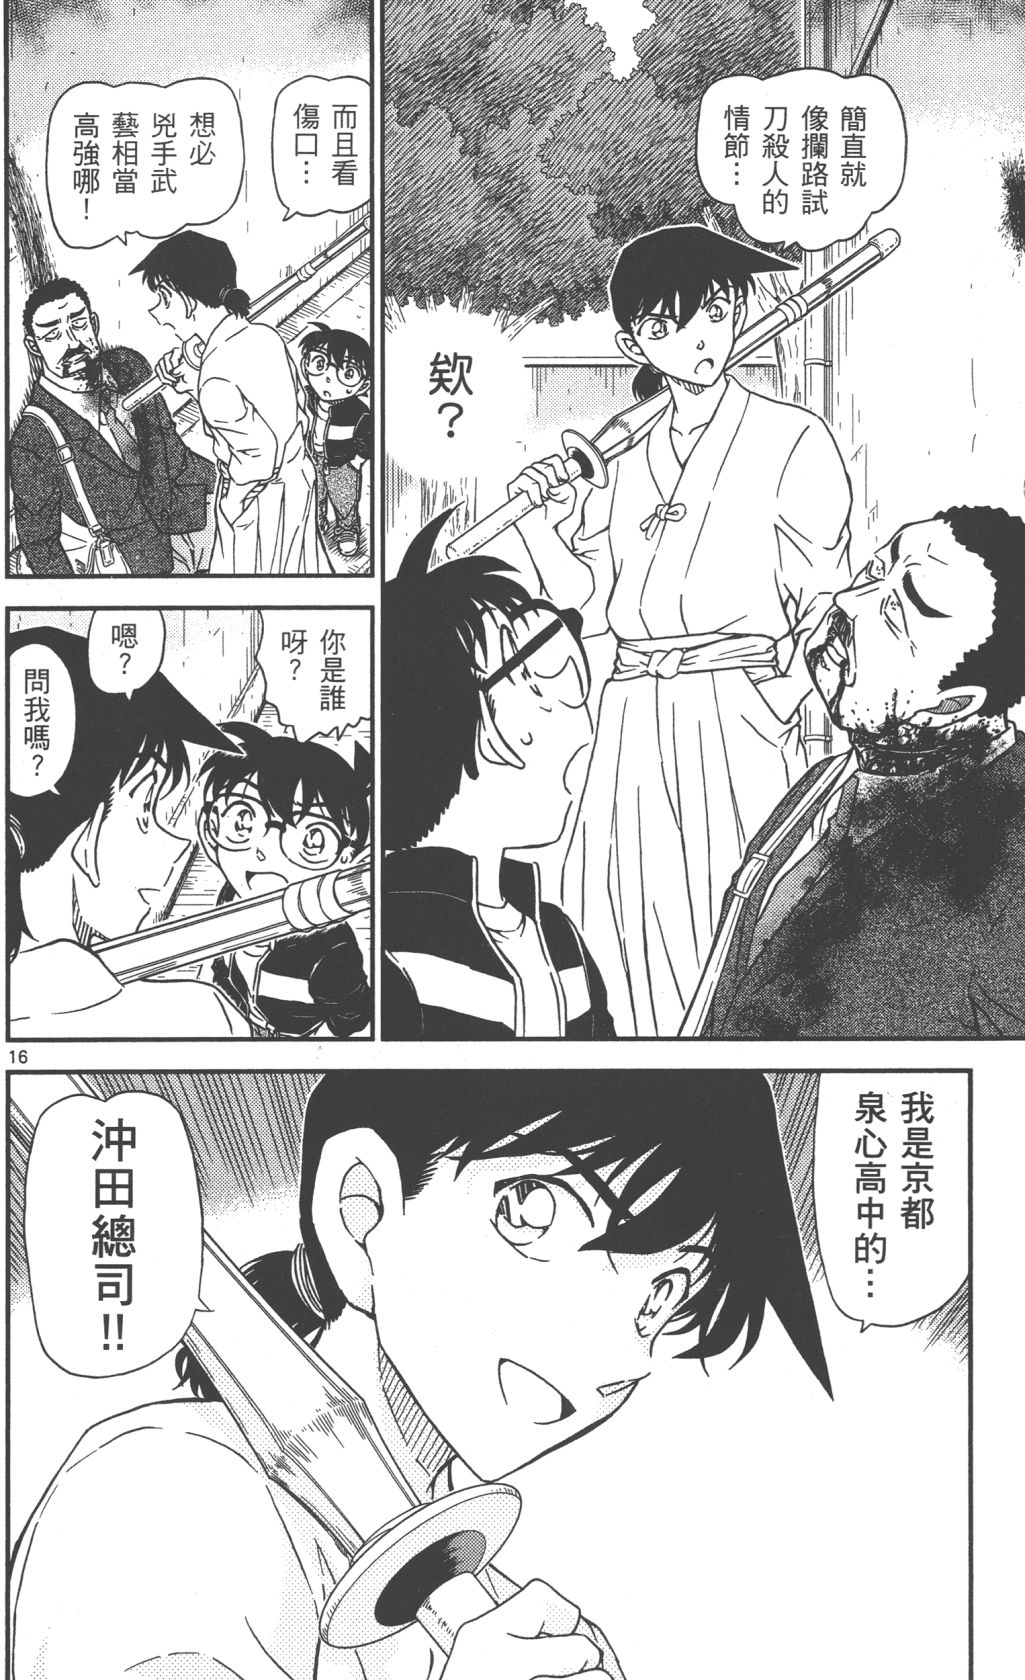 簡直就
像攔路試
刀殺人的
情節…
欸？
而且看
傷口…
想必
兇手武
藝相當
高強哪！
你是誰
呀？
嗯？
問我嗎？
16
我是京都
泉心高中的…
沖田總司!!